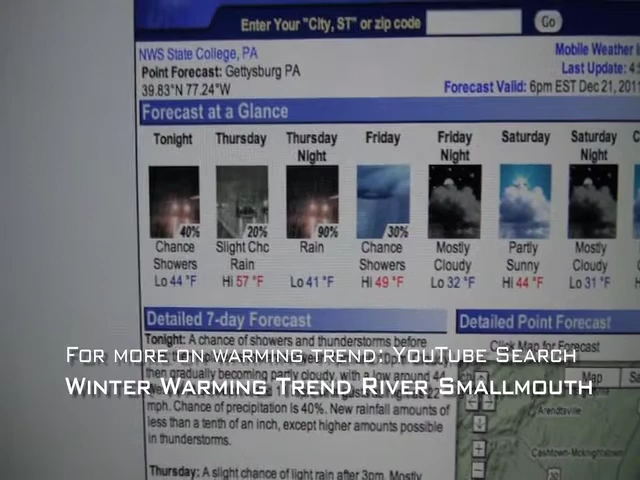 Enter Your "City, ST" or zip code
Go
NWS State College, PA
Mobile Weather
Point Forecast: Gettysburg PA
Last Update:
39.83°N 77.24°W
Forecast Valid: 6pm EST Dec 21, 2011
Forecast at a Glance
Tonight Thursday Thursday Night Friday Friday Night Saturday Saturday Night
40% 20% 90% 30%
Chance Showers Slight Chc Rain Rain Chance Showers Mostly Cloudy Partly Sunny Mostly Cloudy
Lo 44 °F Hi 57 °F Lo 41 °F Hi 49 °F Lo 32 °F Hi 44 °F Lo 31 °F
Detailed 7-day Forecast
Detailed Point Forecast
Tonight: A chance of showers and thunderstorms before
Click Map for Forecast
For more on warming trend: YouTube Search
then gradually becoming partly cloudy, with a low around 44
Map
Winter Warming Trend River Smallmouth
mph. Chance of precipitation is 40%. New rainfall amounts of
less than a tenth of an inch, except higher amounts possible
in thunderstorms.
Arendtsville
Cashtown-Mcknightstown
30
Thursday: A slight chance of light rain after 3pm. Mostly